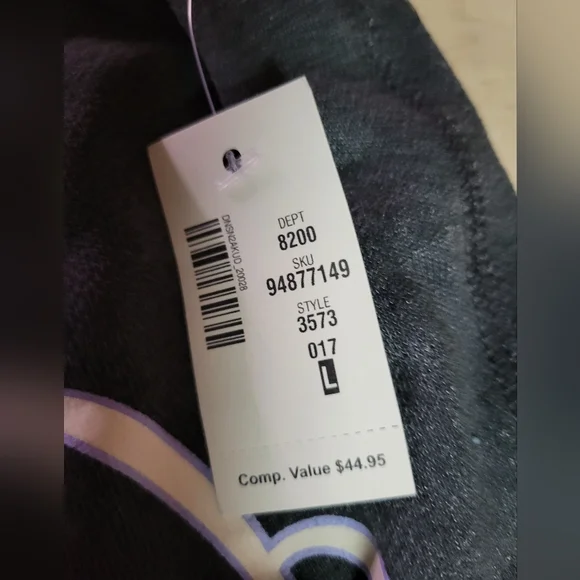 DEPT
8200
SKU
94877149
STYLE
3573
017
L
Comp. Value $44.95